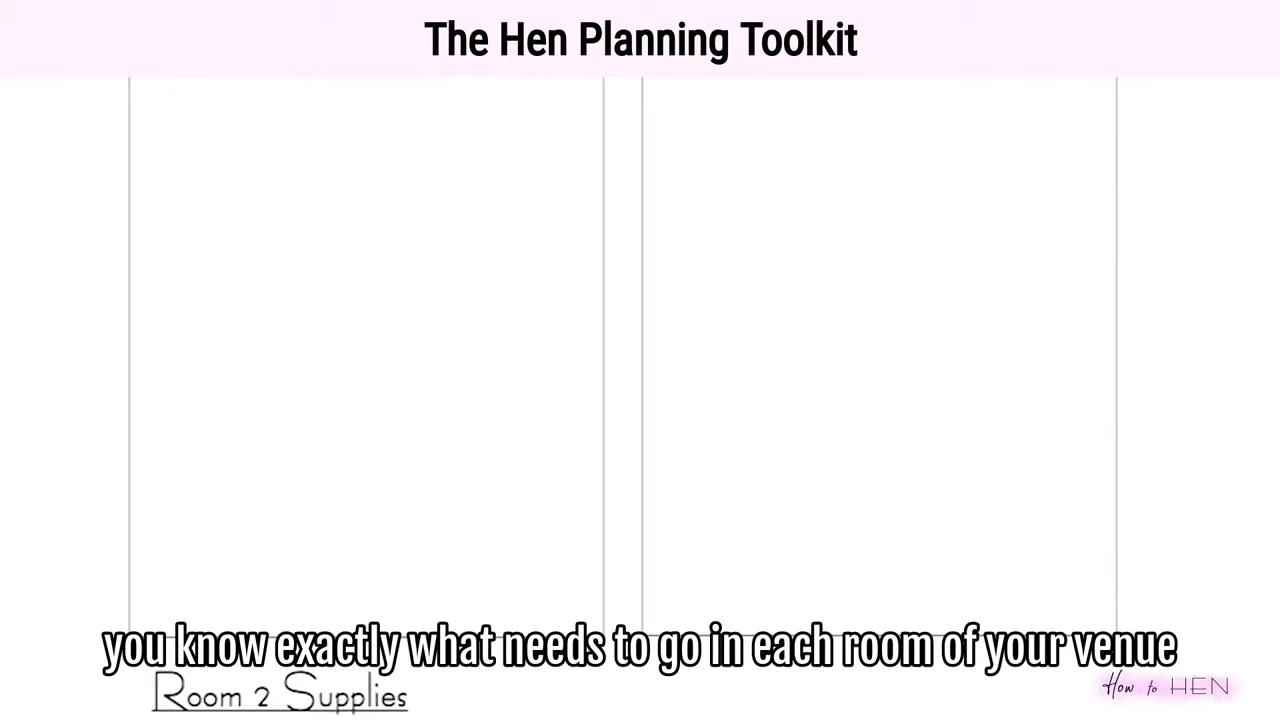 The Hen Planning Toolkit
you know exactly what needs to go in each room of your venue
Room 2 Supplies
How to HEN